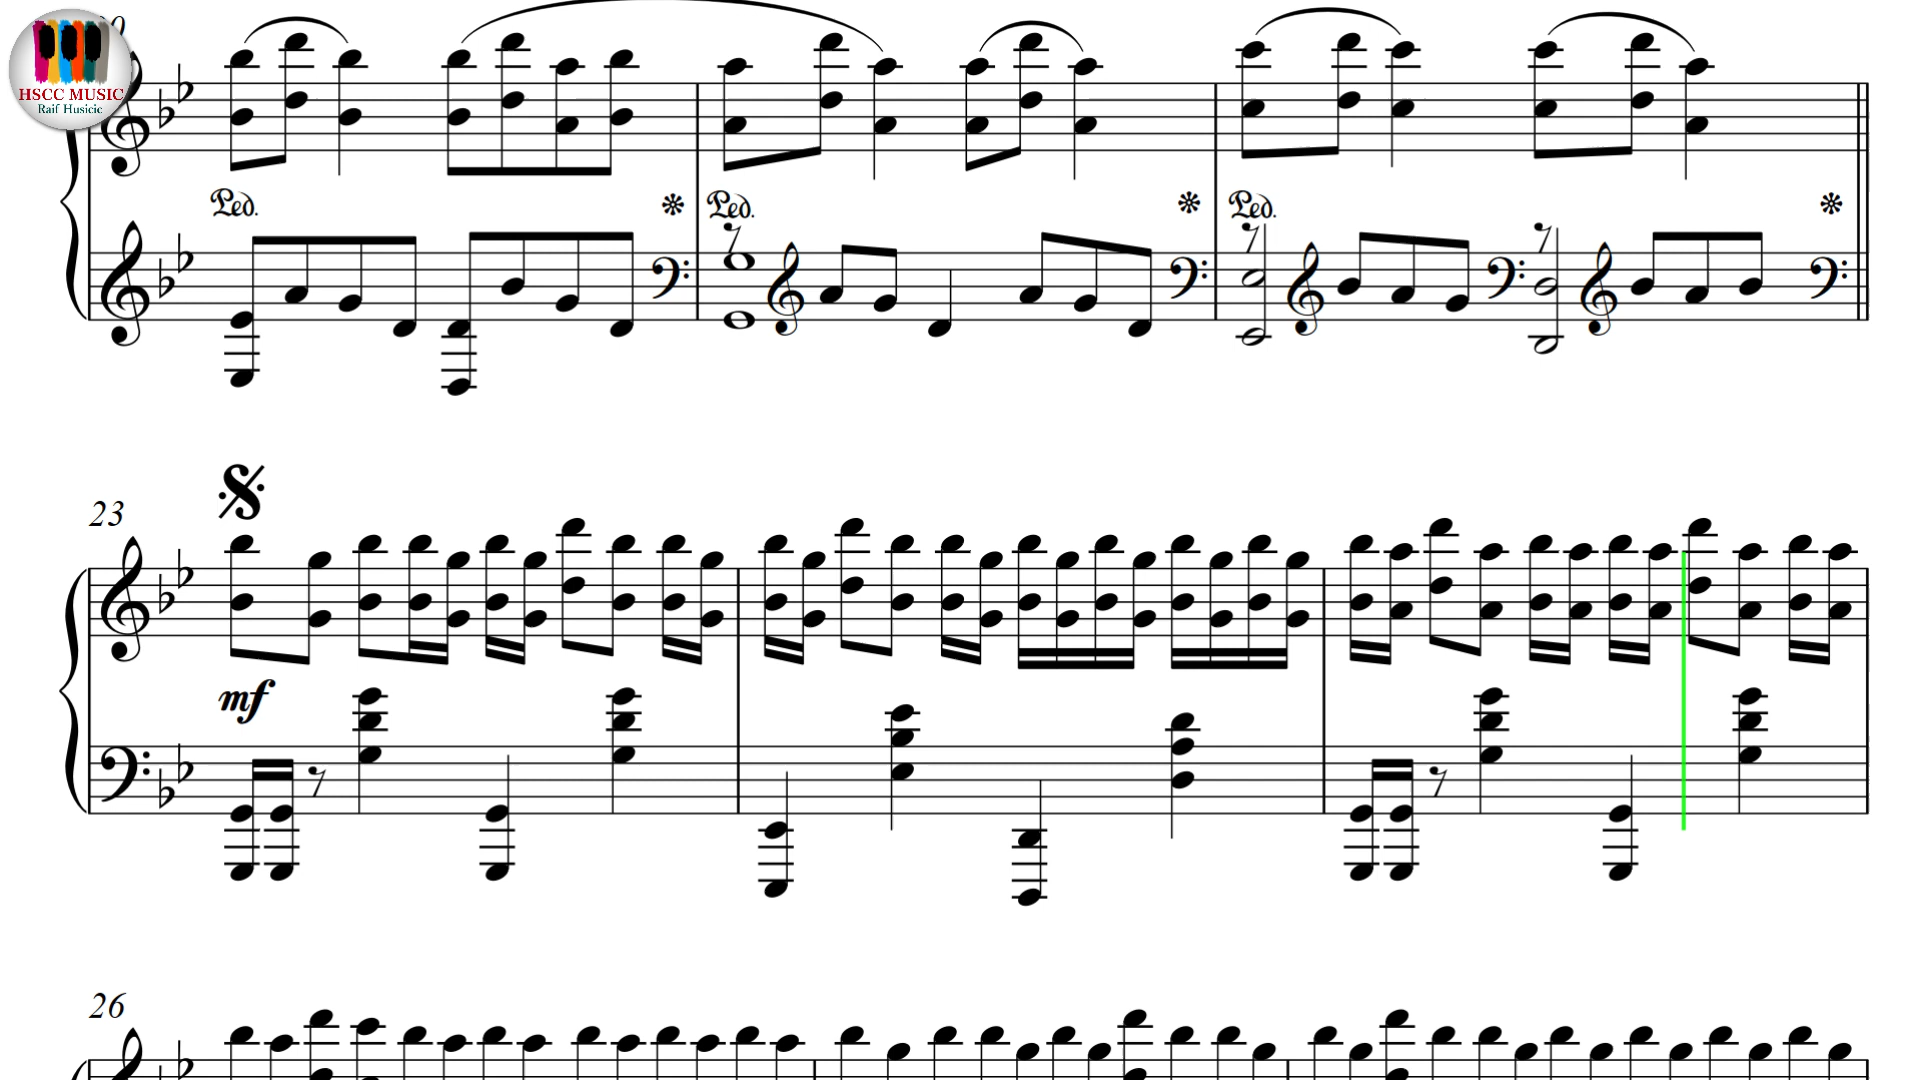 HSCC MUSIC
Raif Husicic
Ped.
Ped.
Ped.
23
mf
26